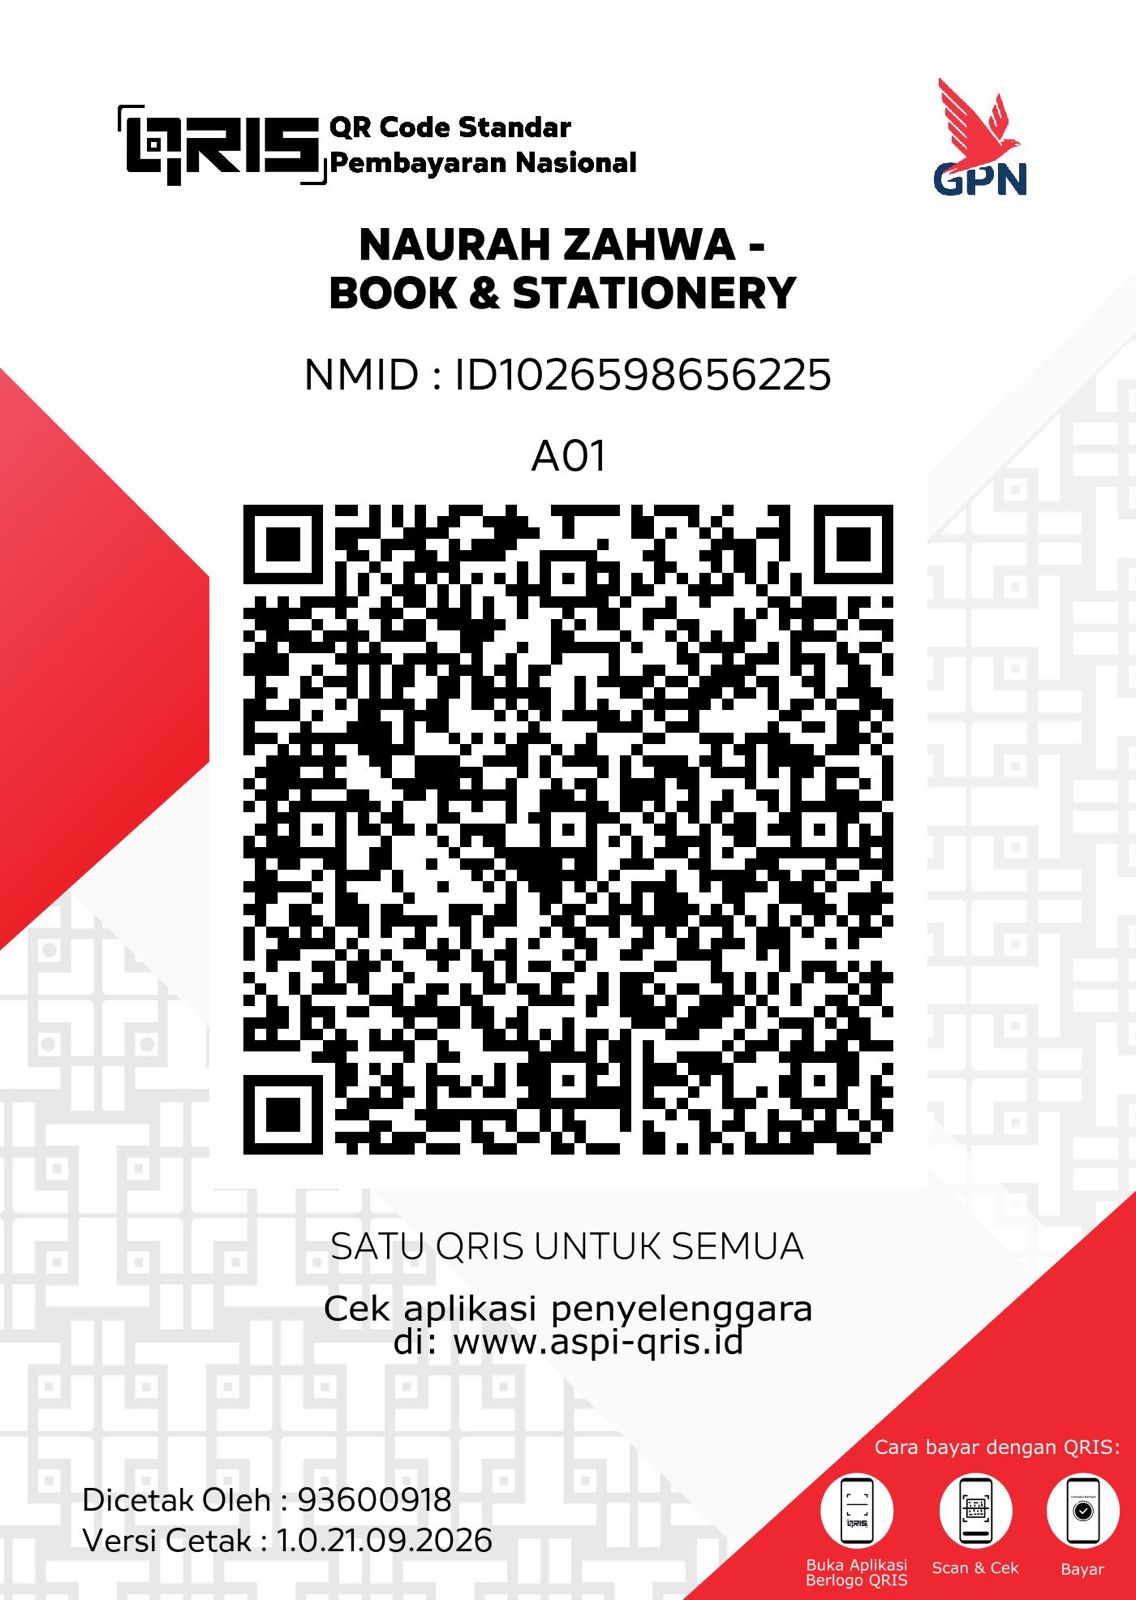 QRIS
QR Code Standar
Pembayaran Nasional
GPN
NAURAH ZAHWA -
BOOK & STATIONERY
NMID : ID1026598656225
A01
SATU QRIS UNTUK SEMUA
Cek aplikasi penyelenggara
di: www.aspi-qris.id
Cara bayar dengan QRIS:
QRIS
Buka Aplikasi
Berlogo QRIS
Scan & Cek
Bayar
Dicetak Oleh : 93600918
Versi Cetak : 1.0.21.09.2026